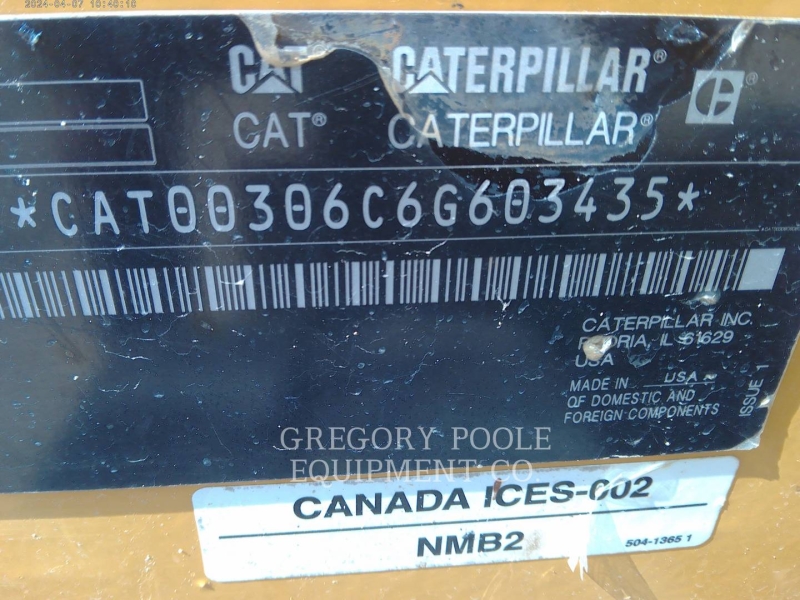 2024-04-07 10:40:16
CAT CATERPILLAR®
CAT® CATERPILLAR®
*CAT00306C6G603435*
CATERPILLAR INC.
PEORIA, IL 61629
USA
MADE IN USA
OF DOMESTIC AND
FOREIGN COMPONENTS
ISSUE 1
GREGORY POOLE
EQUIPMENT CO
CANADA ICES-002
NMB2
504-1365 1